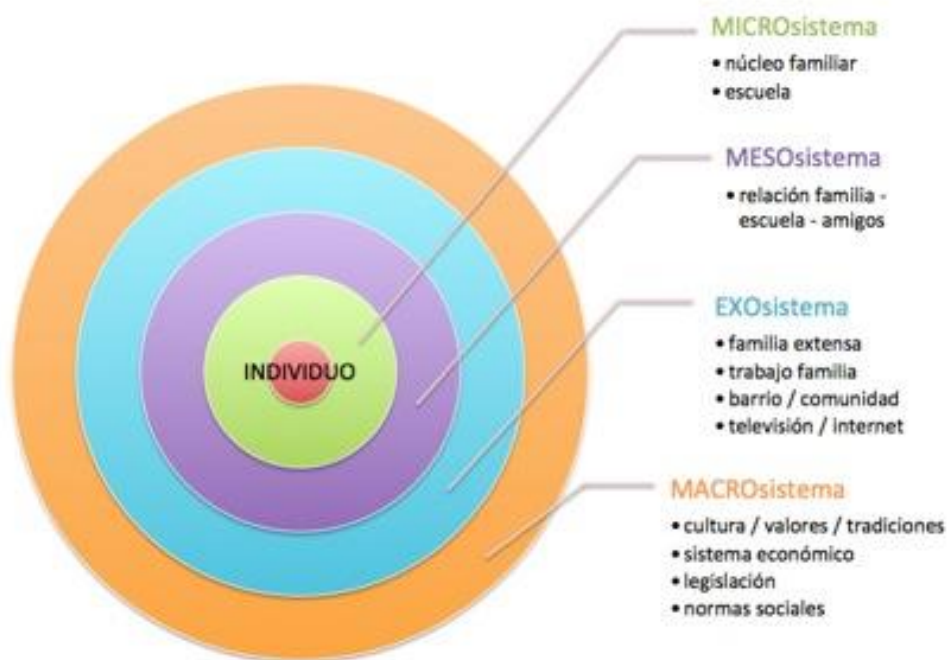 MICROsistema
• núcleo familiar
• escuela
MESOsistema
• relación familia -
escuela - amigos
INDIVIDUO
EXOsistema
• familia extensa
• trabajo familia
• barrio / comunidad
• televisión / internet
MACROsistema
• cultura / valores / tradiciones
• sistema económico
• legislación
• normas sociales